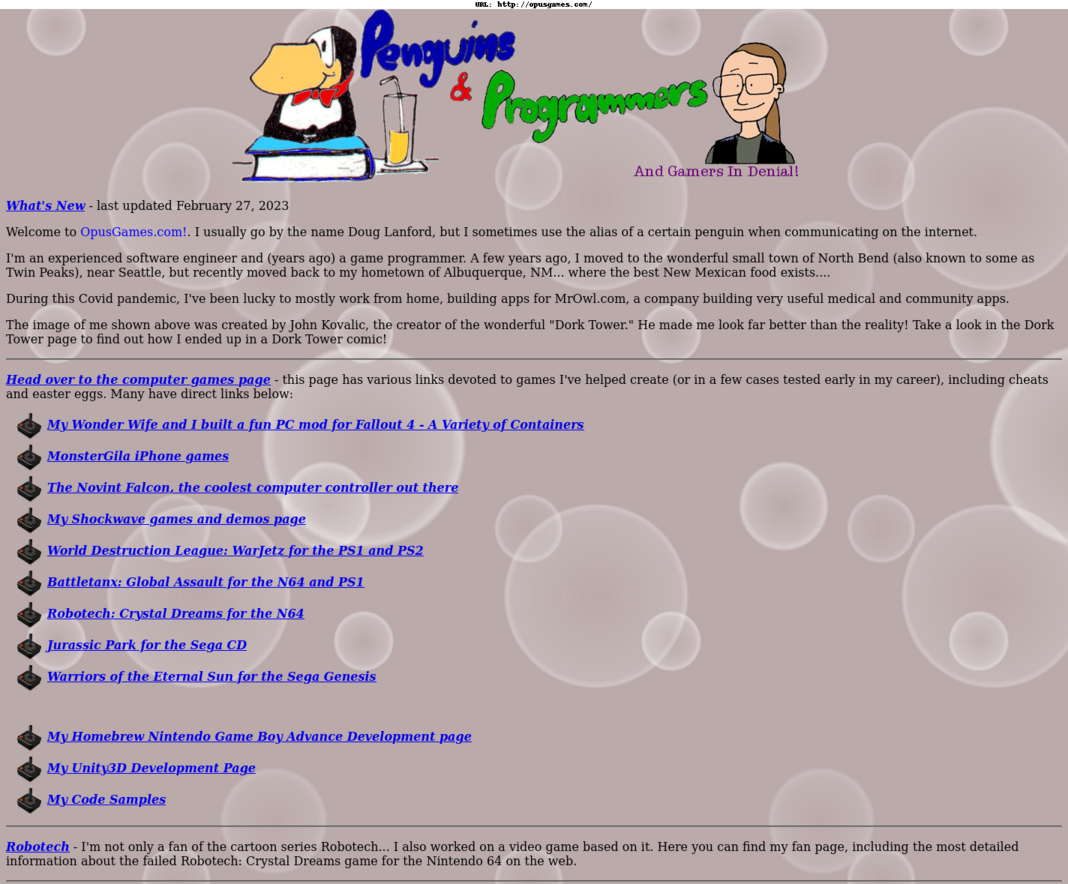 URL: http://opusgames.com/
Penguins
&
Programmers
And Gamers In Denial!
What's New - last updated February 27, 2023
Welcome to OpusGames.com!. I usually go by the name Doug Lanford, but I sometimes use the alias of a certain penguin when communicating on the internet.
I'm an experienced software engineer and (years ago) a game programmer. A few years ago, I moved to the wonderful small town of North Bend (also known to some as
Twin Peaks), near Seattle, but recently moved back to my hometown of Albuquerque, NM... where the best New Mexican food exists....
During this Covid pandemic, I've been lucky to mostly work from home, building apps for MrOwl.com, a company building very useful medical and community apps.
The image of me shown above was created by John Kovalic, the creator of the wonderful "Dork Tower." He made me look far better than the reality! Take a look in the Dork
Tower page to find out how I ended up in a Dork Tower comic!
Head over to the computer games page - this page has various links devoted to games I've helped create (or in a few cases tested early in my career), including cheats
and easter eggs. Many have direct links below:
My Wonder Wife and I built a fun PC mod for Fallout 4 - A Variety of Containers
MonsterGila iPhone games
The Novint Falcon, the coolest computer controller out there
My Shockwave games and demos page
World Destruction League: WarJetz for the PS1 and PS2
Battletanx: Global Assault for the N64 and PS1
Robotech: Crystal Dreams for the N64
Jurassic Park for the Sega CD
Warriors of the Eternal Sun for the Sega Genesis
My Homebrew Nintendo Game Boy Advance Development page
My Unity3D Development Page
My Code Samples
Robotech - I'm not only a fan of the cartoon series Robotech... I also worked on a video game based on it. Here you can find my fan page, including the most detailed
information about the failed Robotech: Crystal Dreams game for the Nintendo 64 on the web.